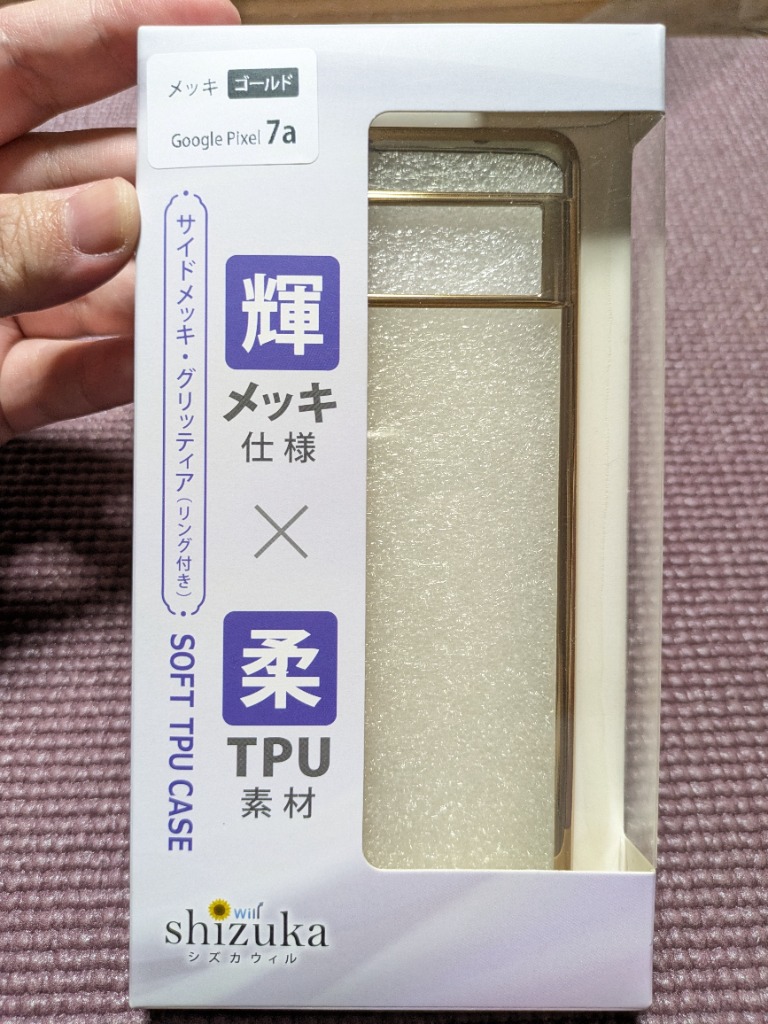 メッキ ゴールド
Google Pixel 7a
サイドメッキ・グリッティア(リング付き)
SOFT TPU CASE
輝
メッキ
仕様
×
柔
TPU
素材
will
shizuka
シズカウィル